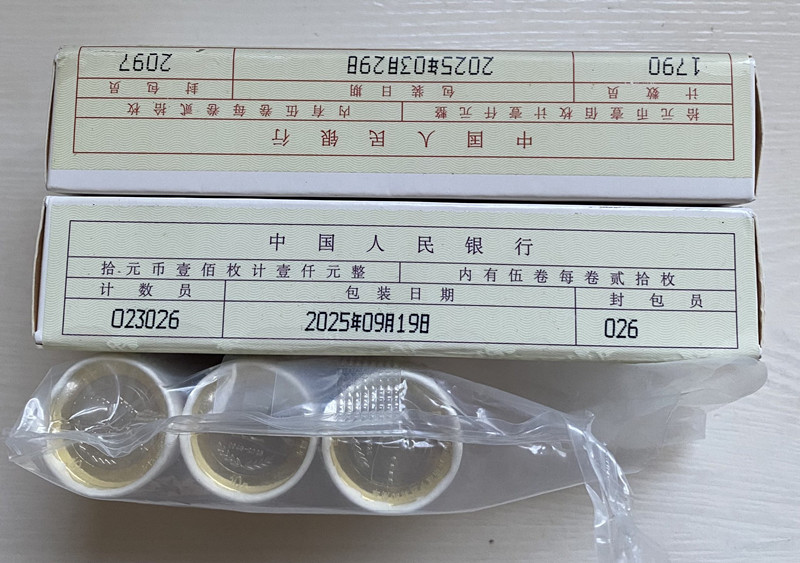 中国人民银行
拾元币壹佰枚计壹仟元整 内有伍卷每卷贰拾枚
计数员 包装日期 封包员
1790 2025年03月29日 2097
中国人民银行
拾元币壹佰枚计壹仟元整 内有伍卷每卷贰拾枚
计数员 包装日期 封包员
023026 2025年09月19日 026